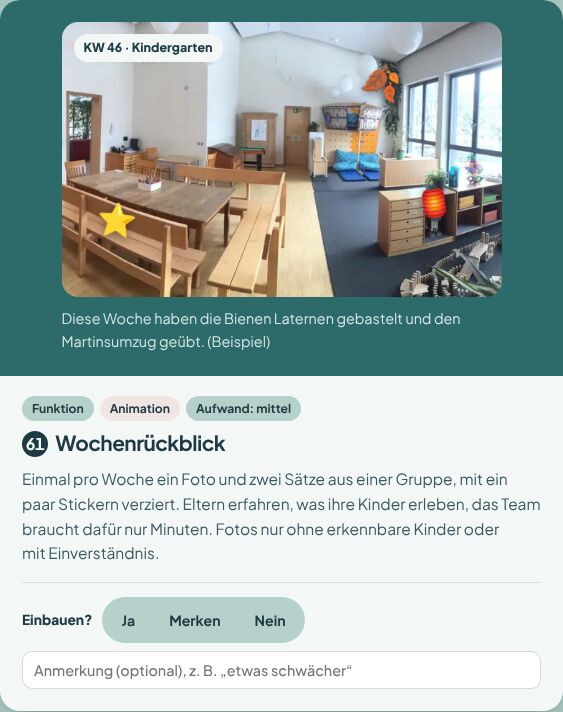 KW 46 · Kindergarten
Diese Woche haben die Bienen Laternen gebastelt und den
Martinsumzug geübt. (Beispiel)
Funktion Animation Aufwand: mittel
61 Wochenrückblick
Einmal pro Woche ein Foto und zwei Sätze aus einer Gruppe, mit ein
paar Stickern verziert. Eltern erfahren, was ihre Kinder erleben, das Team
braucht dafür nur Minuten. Fotos nur ohne erkennbare Kinder oder
mit Einverständnis.
Einbauen? Ja Merken Nein
Anmerkung (optional), z. B. „etwas schwächer“